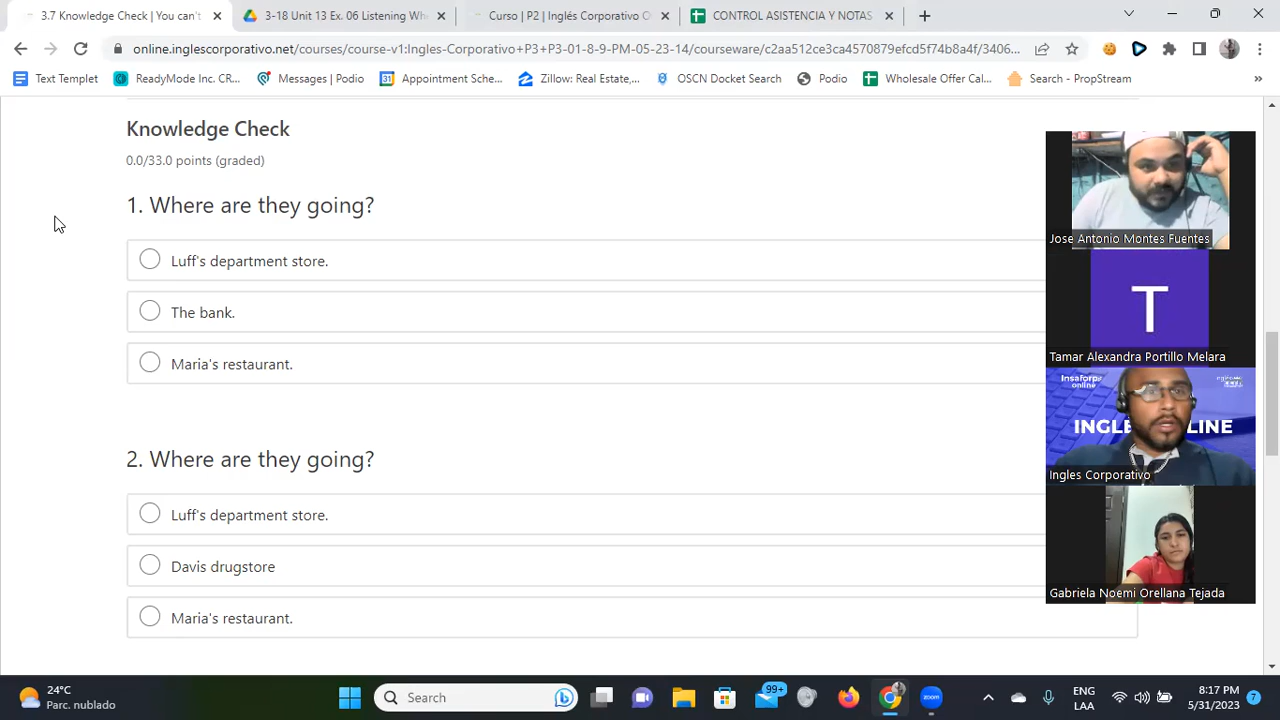 3.7 Knowledge Check | You can't
3-18 Unit 13 Ex. 06 Listening Wh
Curso | P2 | Inglés Corporativo O
CONTROL ASISTENCIA Y NOTAS
online.inglescorporativo.net/courses/course-v1:Ingles-Corporativo+P3+P3-01-8-9-PM-05-23-14/courseware/c2aa512ce3ca4570879efcd5f74b8a4f/3406...
Text Templet
ReadyMode Inc. CR...
Messages | Podio
Appointment Sche...
Zillow: Real Estate,...
OSCN Docket Search
Podio
Wholesale Offer Cal...
Search - PropStream
Knowledge Check
0.0/33.0 points (graded)
1. Where are they going?
Luff's department store.
The bank.
Maria's restaurant.
2. Where are they going?
Luff's department store.
Davis drugstore
Maria's restaurant.
Jose Antonio Montes Fuentes
T
Tamar Alexandra Portillo Melara
Insaforp
online
INGL ONLINE
Ingles Corporativo
Gabriela Noemi Orellana Tejada
24°C
Parc. nublado
Search
99+
zoom
ENG
LAA
8:17 PM
5/31/2023
7